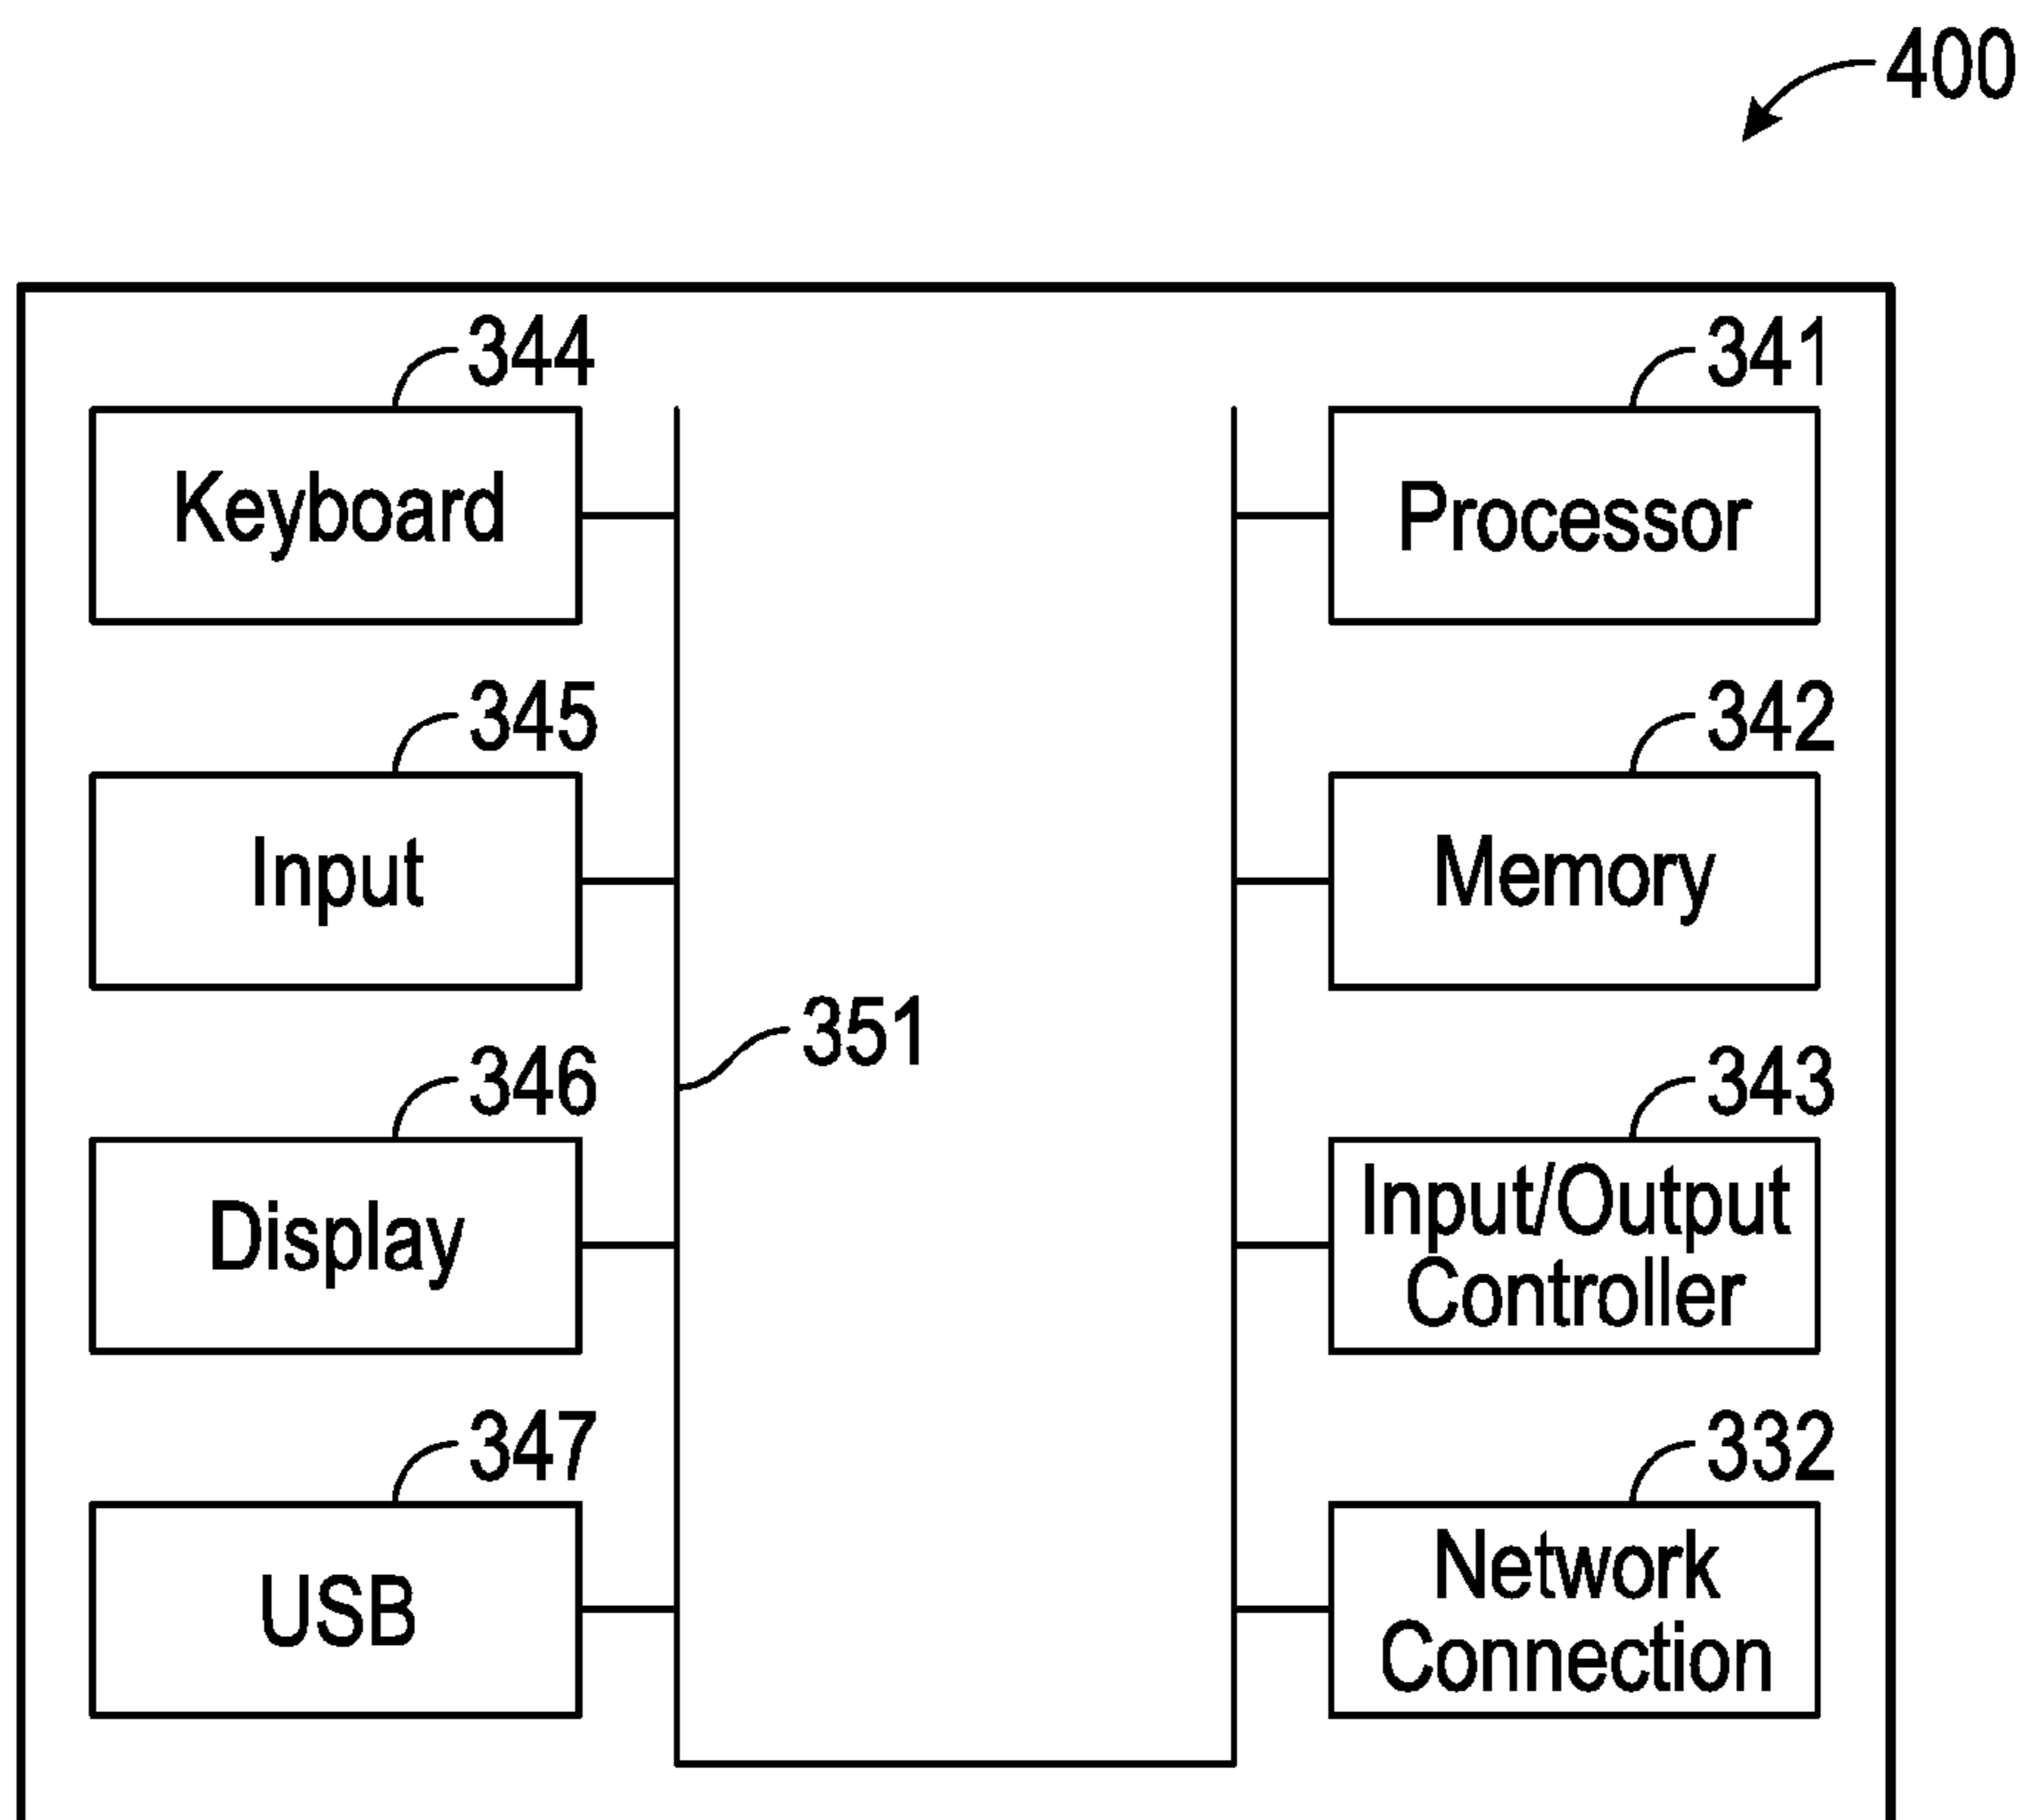 400
344
341
Keyboard
Processor
345
342
Input
Memory
351
346
343
Display
Input/Output
Controller
347
332
USB
Network
Connection